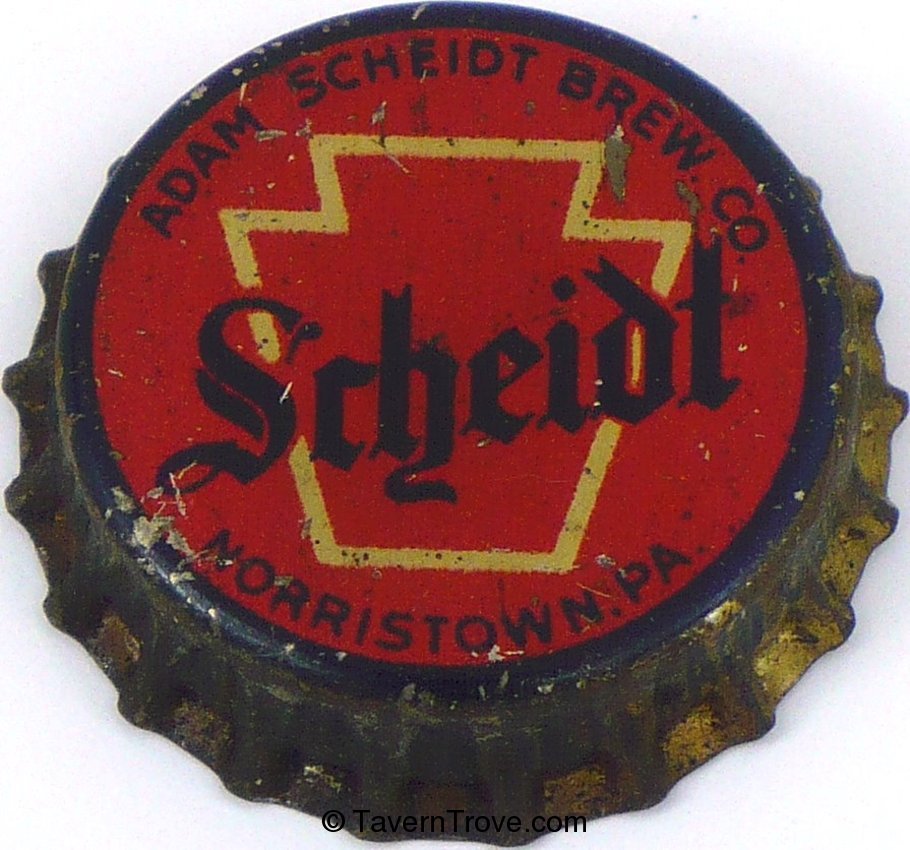 ADAM SCHEIDT BREW. CO.
Scheidt
NORRISTOWN, PA.
© TavernTrove.com